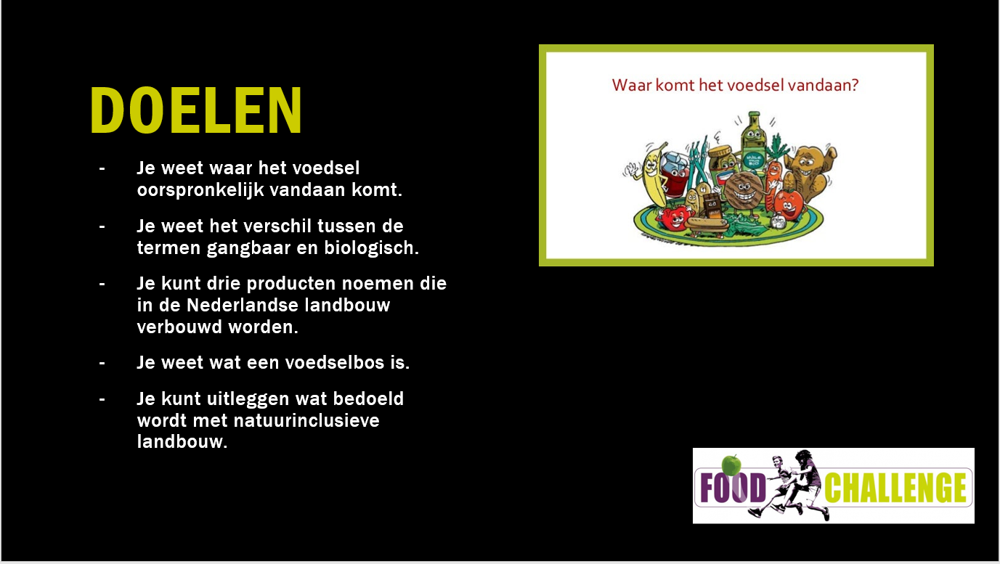 DOELEN
- Je weet waar het voedsel
oorspronkelijk vandaan komt.
- Je weet het verschil tussen de
termen gangbaar en biologisch.
- Je kunt drie producten noemen die
in de Nederlandse landbouw
verbouwd worden.
- Je weet wat een voedselbos is.
- Je kunt uitleggen wat bedoeld
wordt met natuurinclusieve
landbouw.
Waar komt het voedsel vandaan?
FOOD CHALLENGE